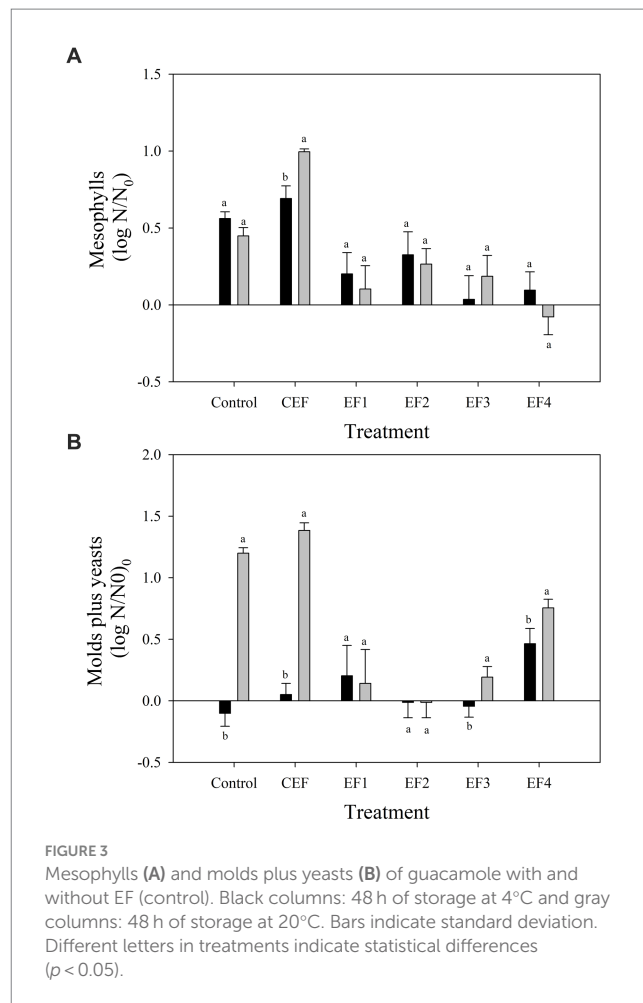 A
Mesophylls
(log N/N₀)
1.5
1.0
0.5
0.0
-0.5
a
a
b
a
a
a
a
a
a
a
a
a
Control CEF EF1 EF2 EF3 EF4
Treatment
B
Molds plus yeasts
(log N/N0)₀
2.0
1.5
1.0
0.5
0.0
-0.5
b
a
b
a
a
a
a
a
b
a
b
a
Control CEF EF1 EF2 EF3 EF4
Treatment
FIGURE 3
Mesophylls (A) and molds plus yeasts (B) of guacamole with and
without EF (control). Black columns: 48 h of storage at 4°C and gray
columns: 48 h of storage at 20°C. Bars indicate standard deviation.
Different letters in treatments indicate statistical differences
(p < 0.05).